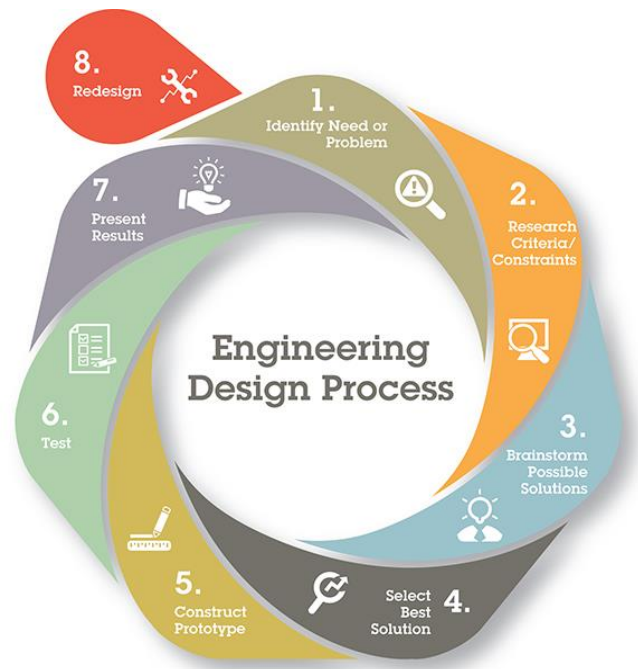 Engineering
Design Process
1.
Identify Need or
Problem
2.
Research
Criteria/
Constraints
3.
Brainstorm
Possible
Solutions
4.
Select
Best
Solution
5.
Construct
Prototype
6.
Test
7.
Present
Results
8.
Redesign